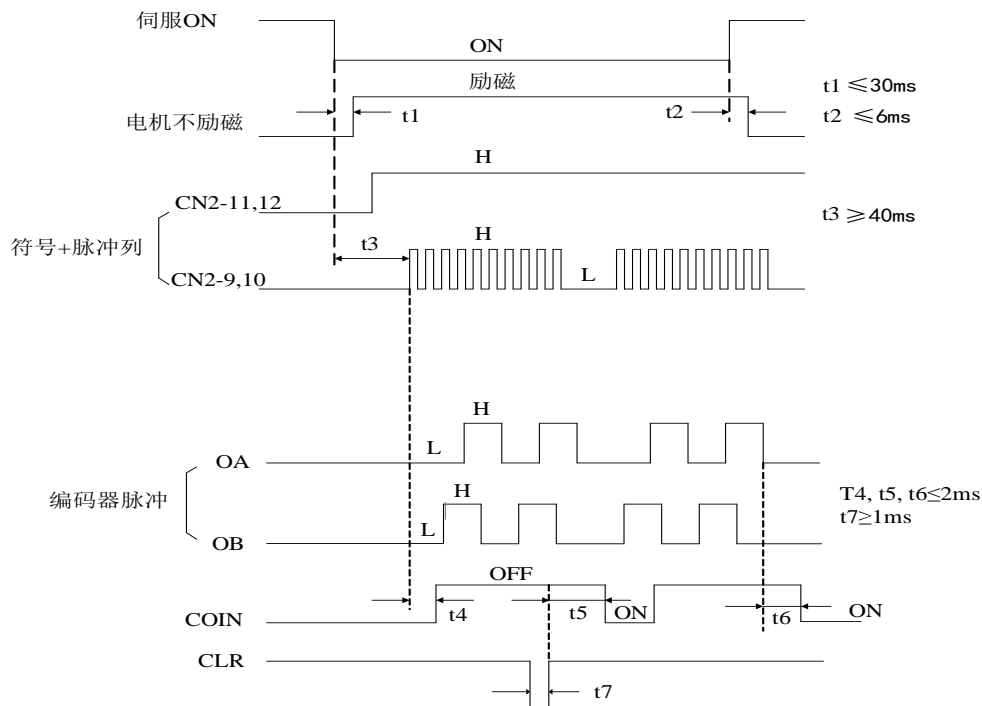 伺服ON
ON
励磁
t1 ≤30ms
t1
t2
t2 ≤6ms
电机不励磁
H
CN2-11,12
t3 ≥40ms
符号+脉冲列
t3
H
L
CN2-9,10
H
L
OA
编码器脉冲
H
T4, t5, t6≤2ms
t7≥1ms
L
OB
OFF
t4
t5
ON
t6
ON
COIN
CLR
t7